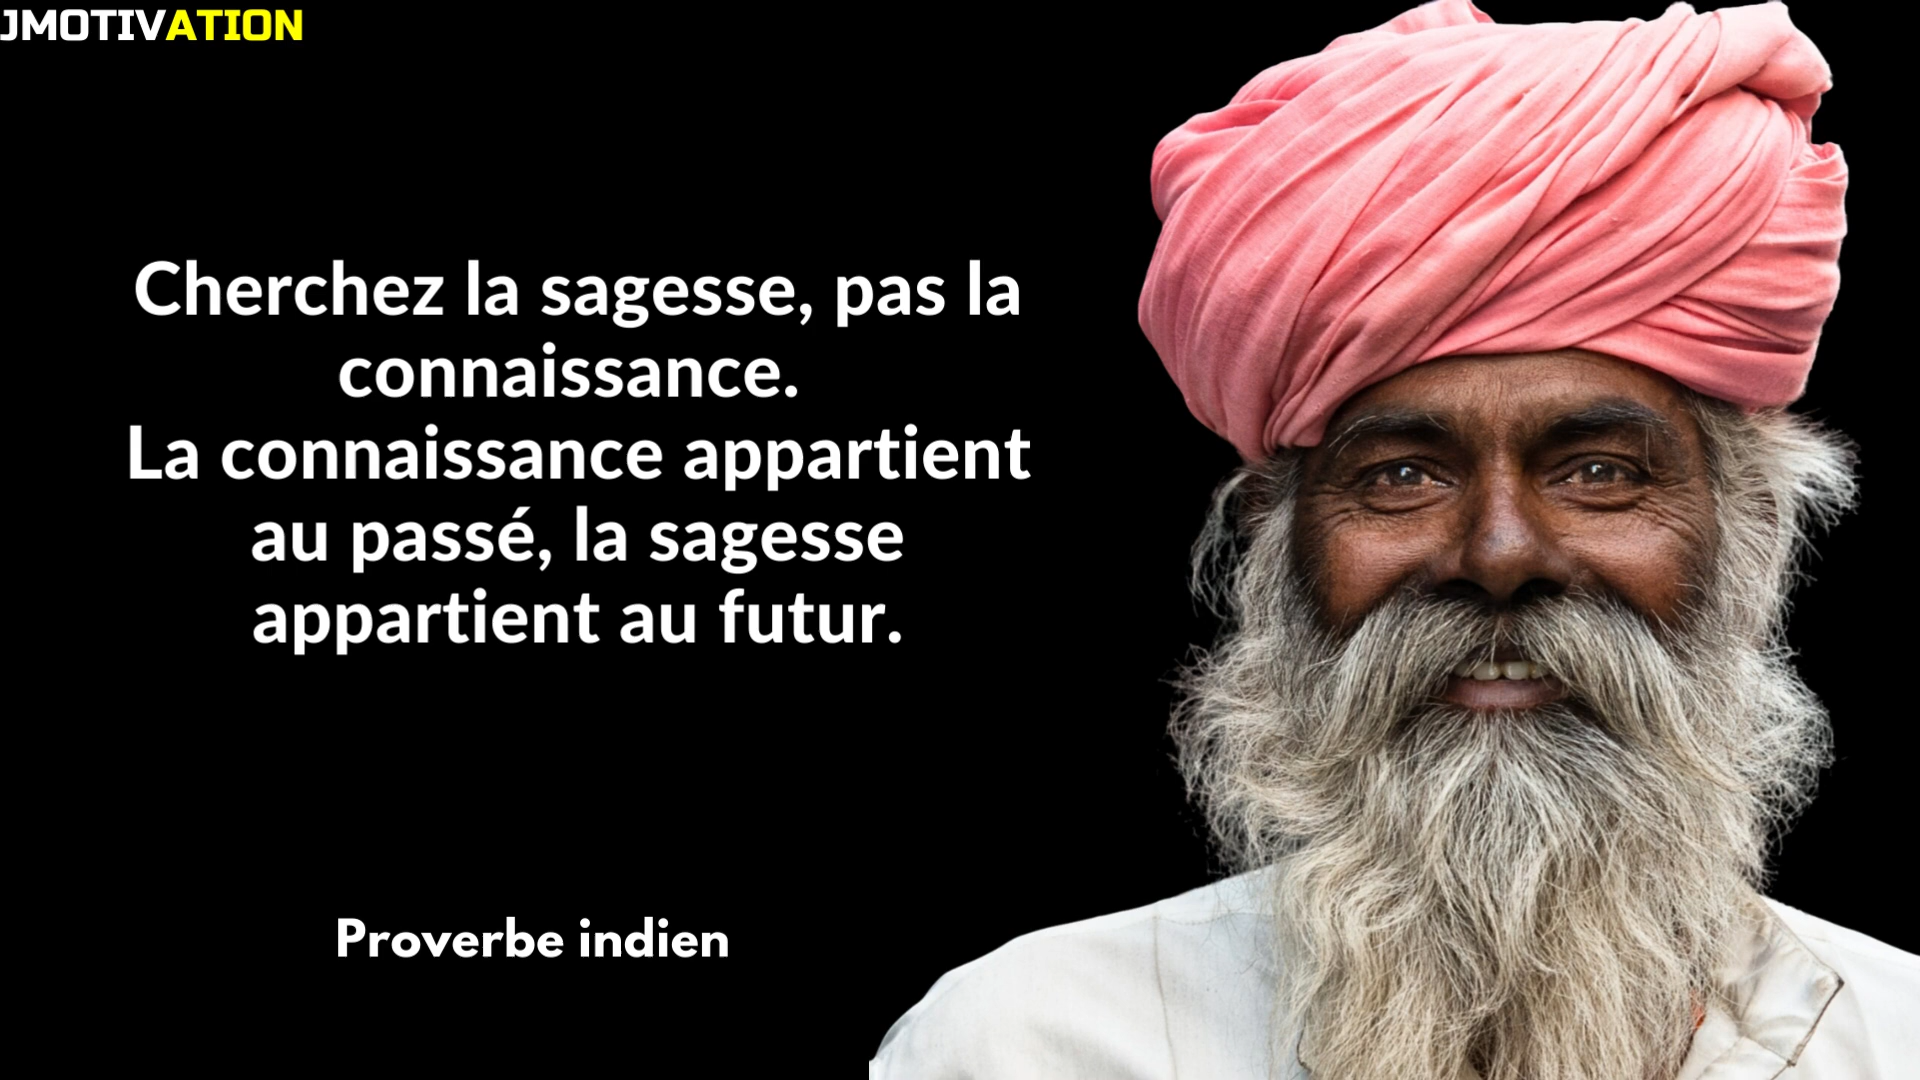 JMOTIVATION
Cherchez la sagesse, pas la
connaissance.
La connaissance appartient
au passé, la sagesse
appartient au futur.
Proverbe indien